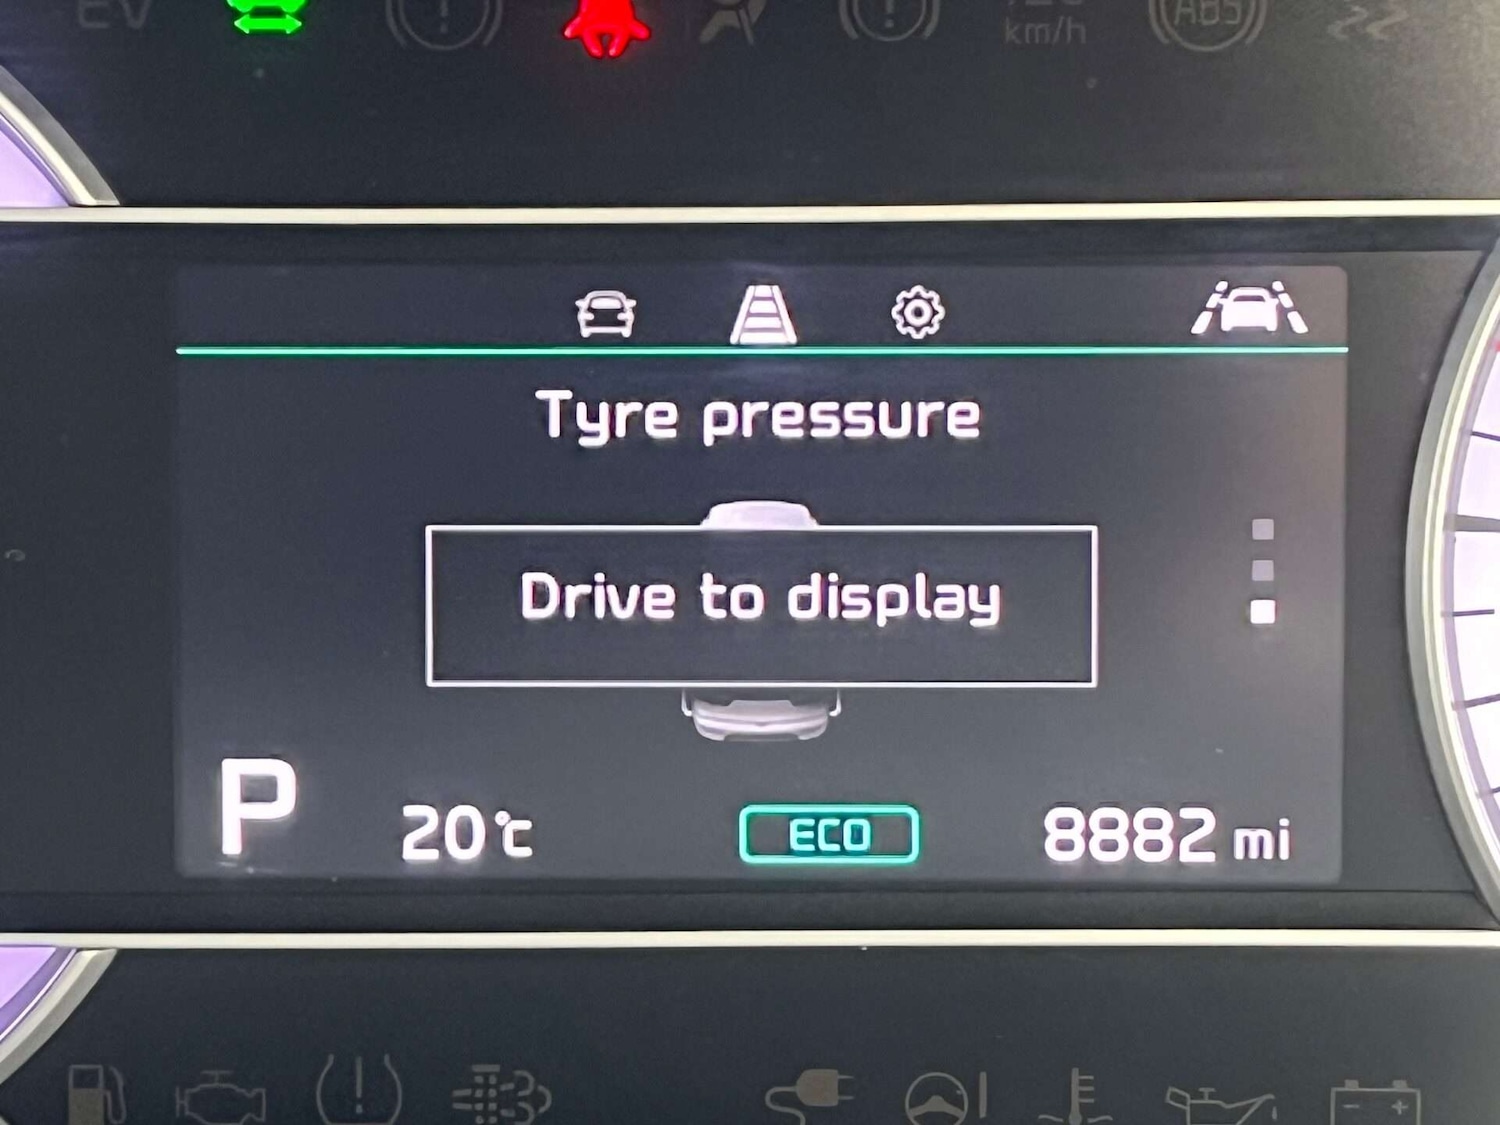 EV
km/h
ABS
Tyre pressure
Drive to display
P
20℃
ECO
8882 mi